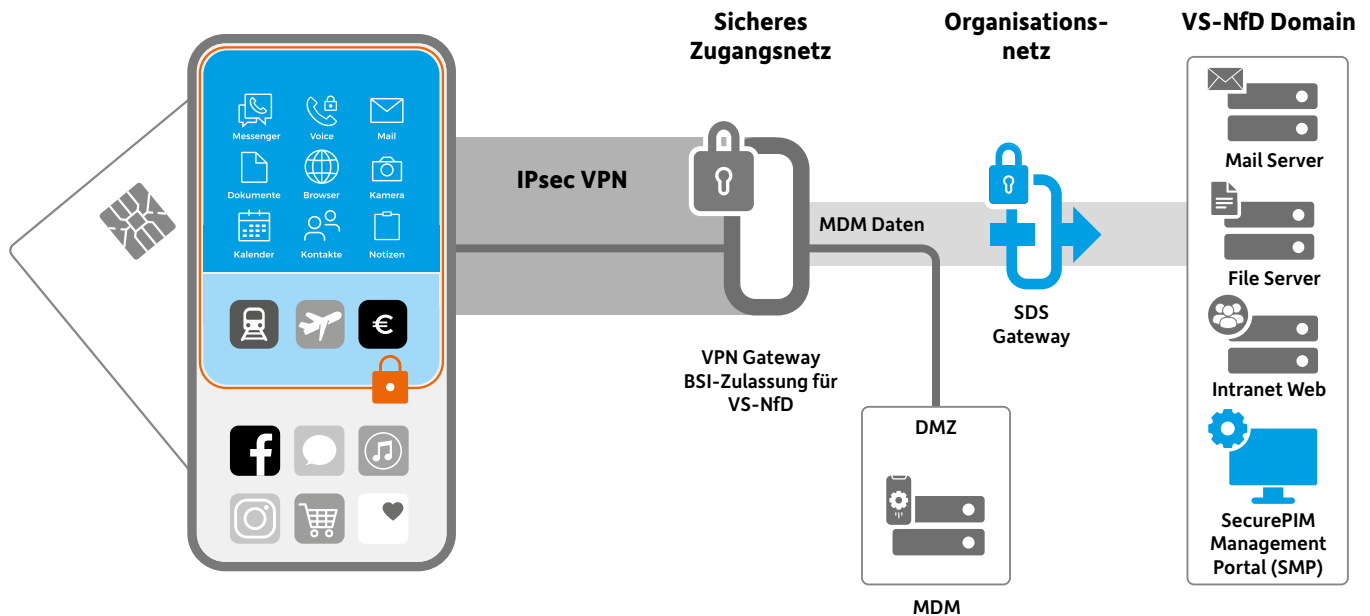 Sicheres
Zugangsnetz
Organisations-
netz
VS-NfD Domain
Messenger
Voice
Mail
Dokumente
Browser
Kamera
Kalender
Kontakte
Notizen
€
f
IPsec VPN
MDM Daten
VPN Gateway
BSI-Zulassung für
VS-NfD
SDS
Gateway
DMZ
MDM
Mail Server
File Server
Intranet Web
SecurePIM
Management
Portal (SMP)